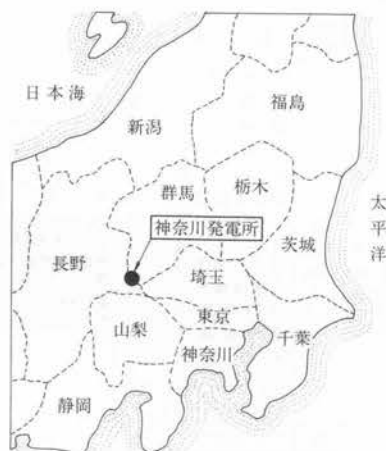 日本海
新潟
福島
群馬
栃木
神奈川発電所
太平洋
茨城
長野
埼玉
東京
山梨
千葉
神奈川
静岡